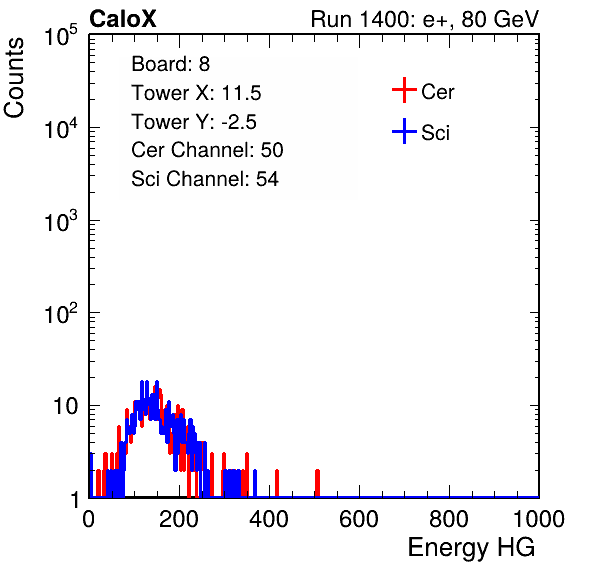 CaloX Run 1400: e+, 80 GeV
Counts
Board: 8
Tower X: 11.5
Tower Y: -2.5
Cer Channel: 50
Sci Channel: 54
Cer
Sci
10^5
10^4
10^3
10^2
10
1
0 200 400 600 800 1000
Energy HG